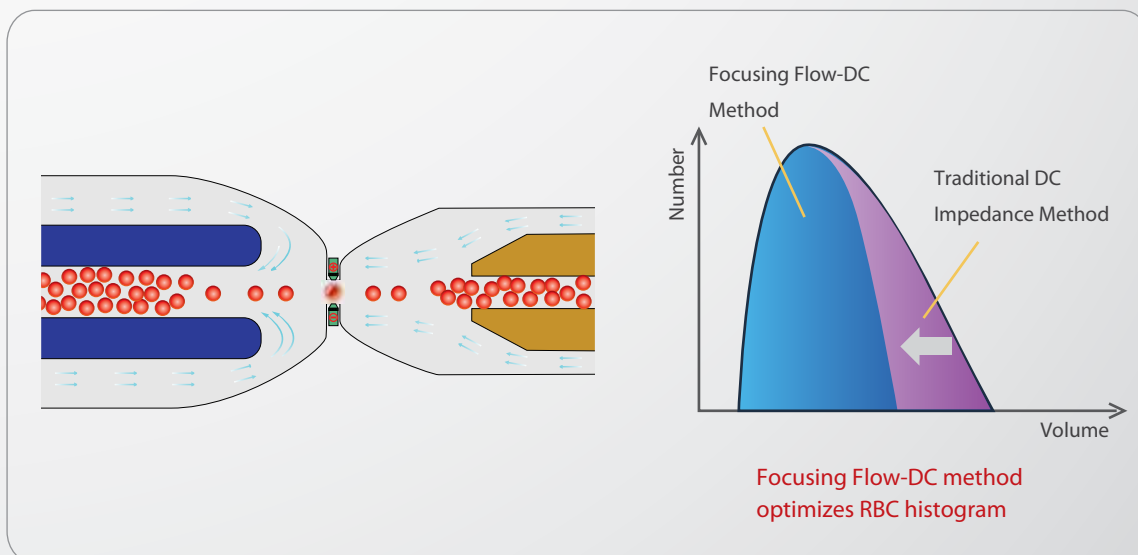 Focusing Flow-DC
Method
Number
Traditional DC
Impedance Method
Volume
Focusing Flow-DC method
optimizes RBC histogram